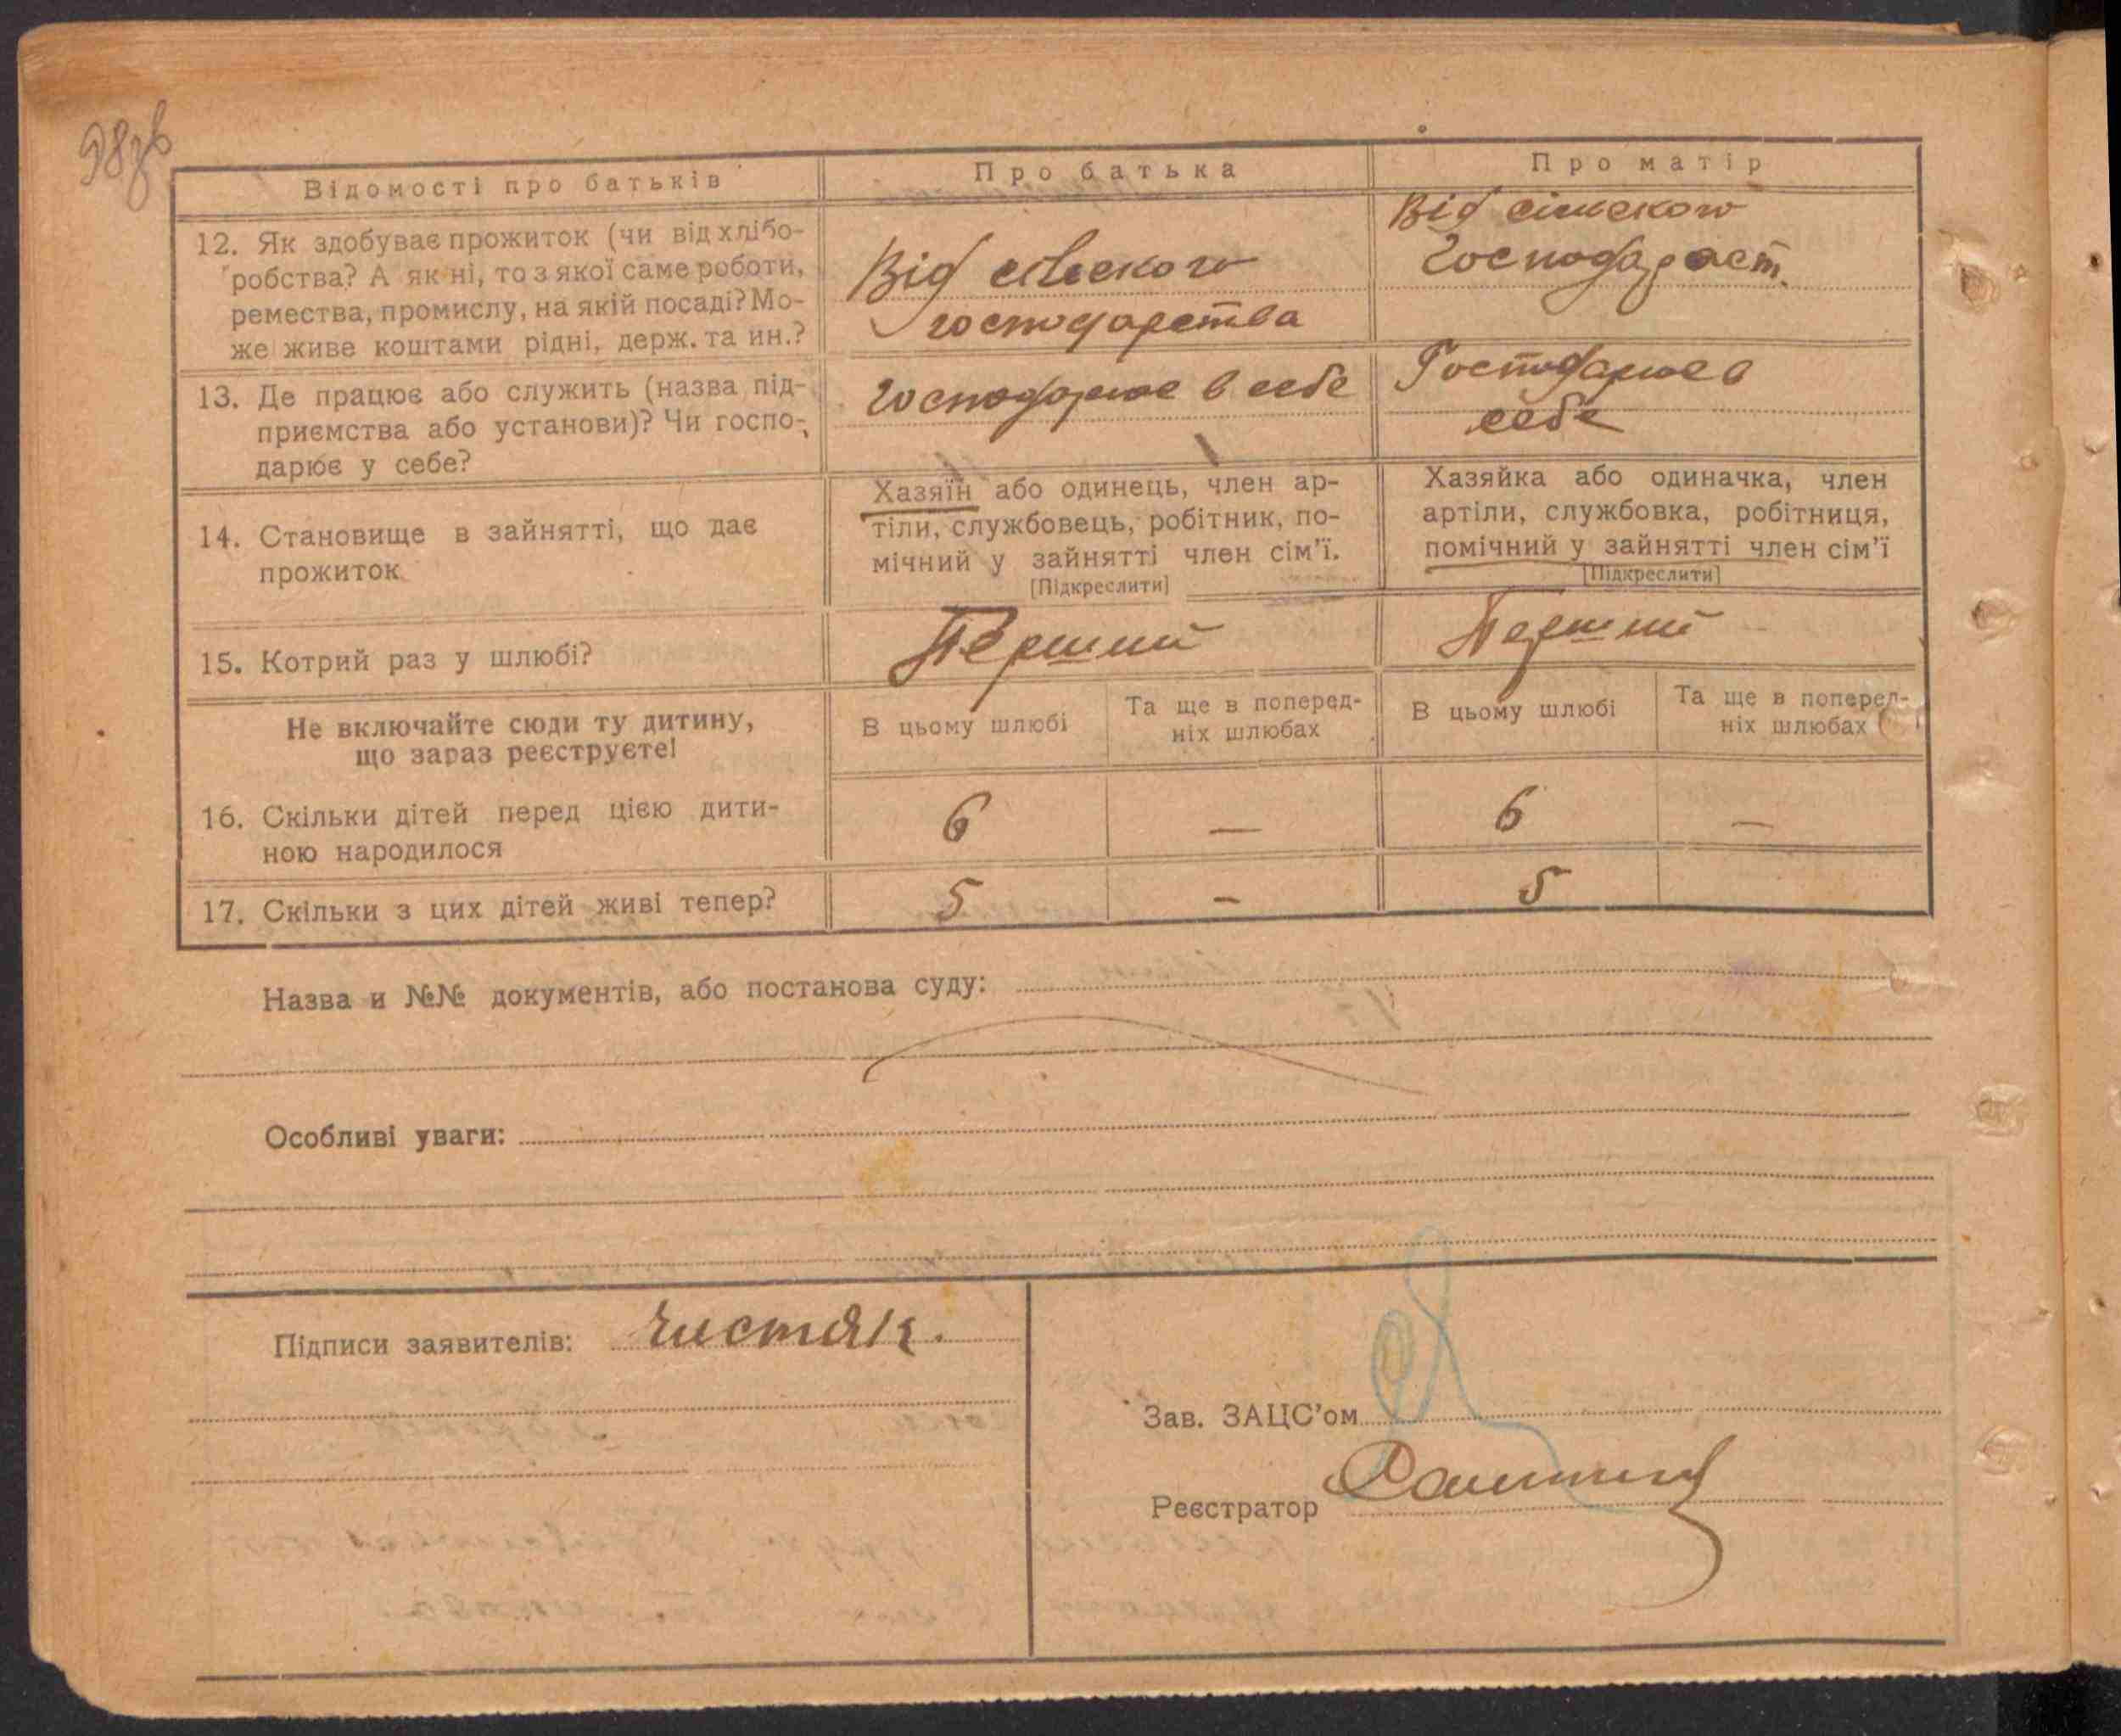 98зв
Відомості про батьків
Про батька
Про матір
12. Як здобуває прожиток (чи від хлібо-
робства? А як ні, то з якої саме роботи,
ремества, промислу, на якій посаді? Мо-
же живе коштами рідні, держ. та ин.?
Від сільського
господарства
Від сільського
господарст.
13. Де працює або служить (назва під-
приємства або установи)? Чи госпо-
дарює у себе?
Господарює в себе
Господарює в
себе
14. Становище в зайнятті, що дає
прожиток
Хазяїн або одинець, член ар-
тіли, службовець, робітник, по-
мічний у зайнятті член сім'ї.
[Підкреслити]
Хазяйка або одиначка, член
артіли, службовка, робітниця,
помічний у зайнятті член сім'ї
[Підкреслити]
15. Котрий раз у шлюбі?
Перший
Перший
Не включайте сюди ту дитину,
що зараз реєструєте!
В цьому шлюбі
Та ще в поперед-
ніх шлюбах
В цьому шлюбі
Та ще в поперед-
ніх шлюбах
16. Скільки дітей перед цією дити-
ною народилося
6
—
6
—
17. Скільки з цих дітей живі тепер?
5
-
5
Назва и №№ документів, або постанова суду:
Особливі уваги:
Підписи заявителів: Чистяк.
Зав. ЗАЦС'ом
Реєстратор